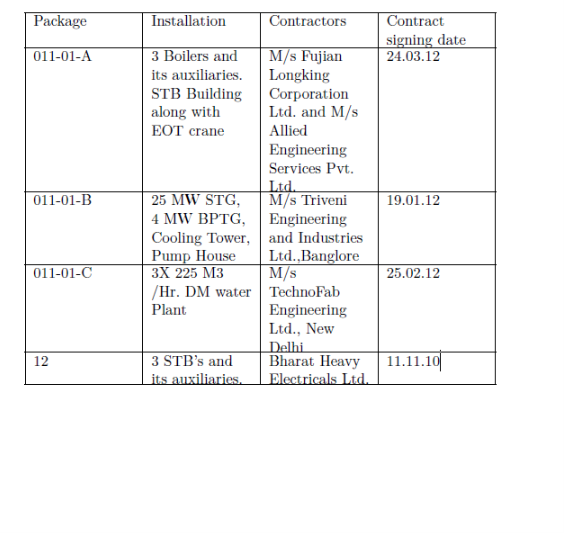 Package Installation Contractors Contract
signing date
011-01-A 3 Boilers and M/s Fujian 24.03.12
its auxiliaries. Longking
STB Building Corporation
along with Ltd. and M/s
EOT crane Allied
Engineering
Services Pvt.
Ltd.
011-01-B 25 MW STG, M/s Triveni 19.01.12
4 MW BPTG, Engineering
Cooling Tower, and Industries
Pump House Ltd.,Banglore
011-01-C 3X 225 M3 M/s 25.02.12
/Hr. DM water TechnoFab
Plant Engineering
Ltd., New
Delhi
12 3 STB's and Bharat Heavy 11.11.10
its auxiliaries. Electricals Ltd.